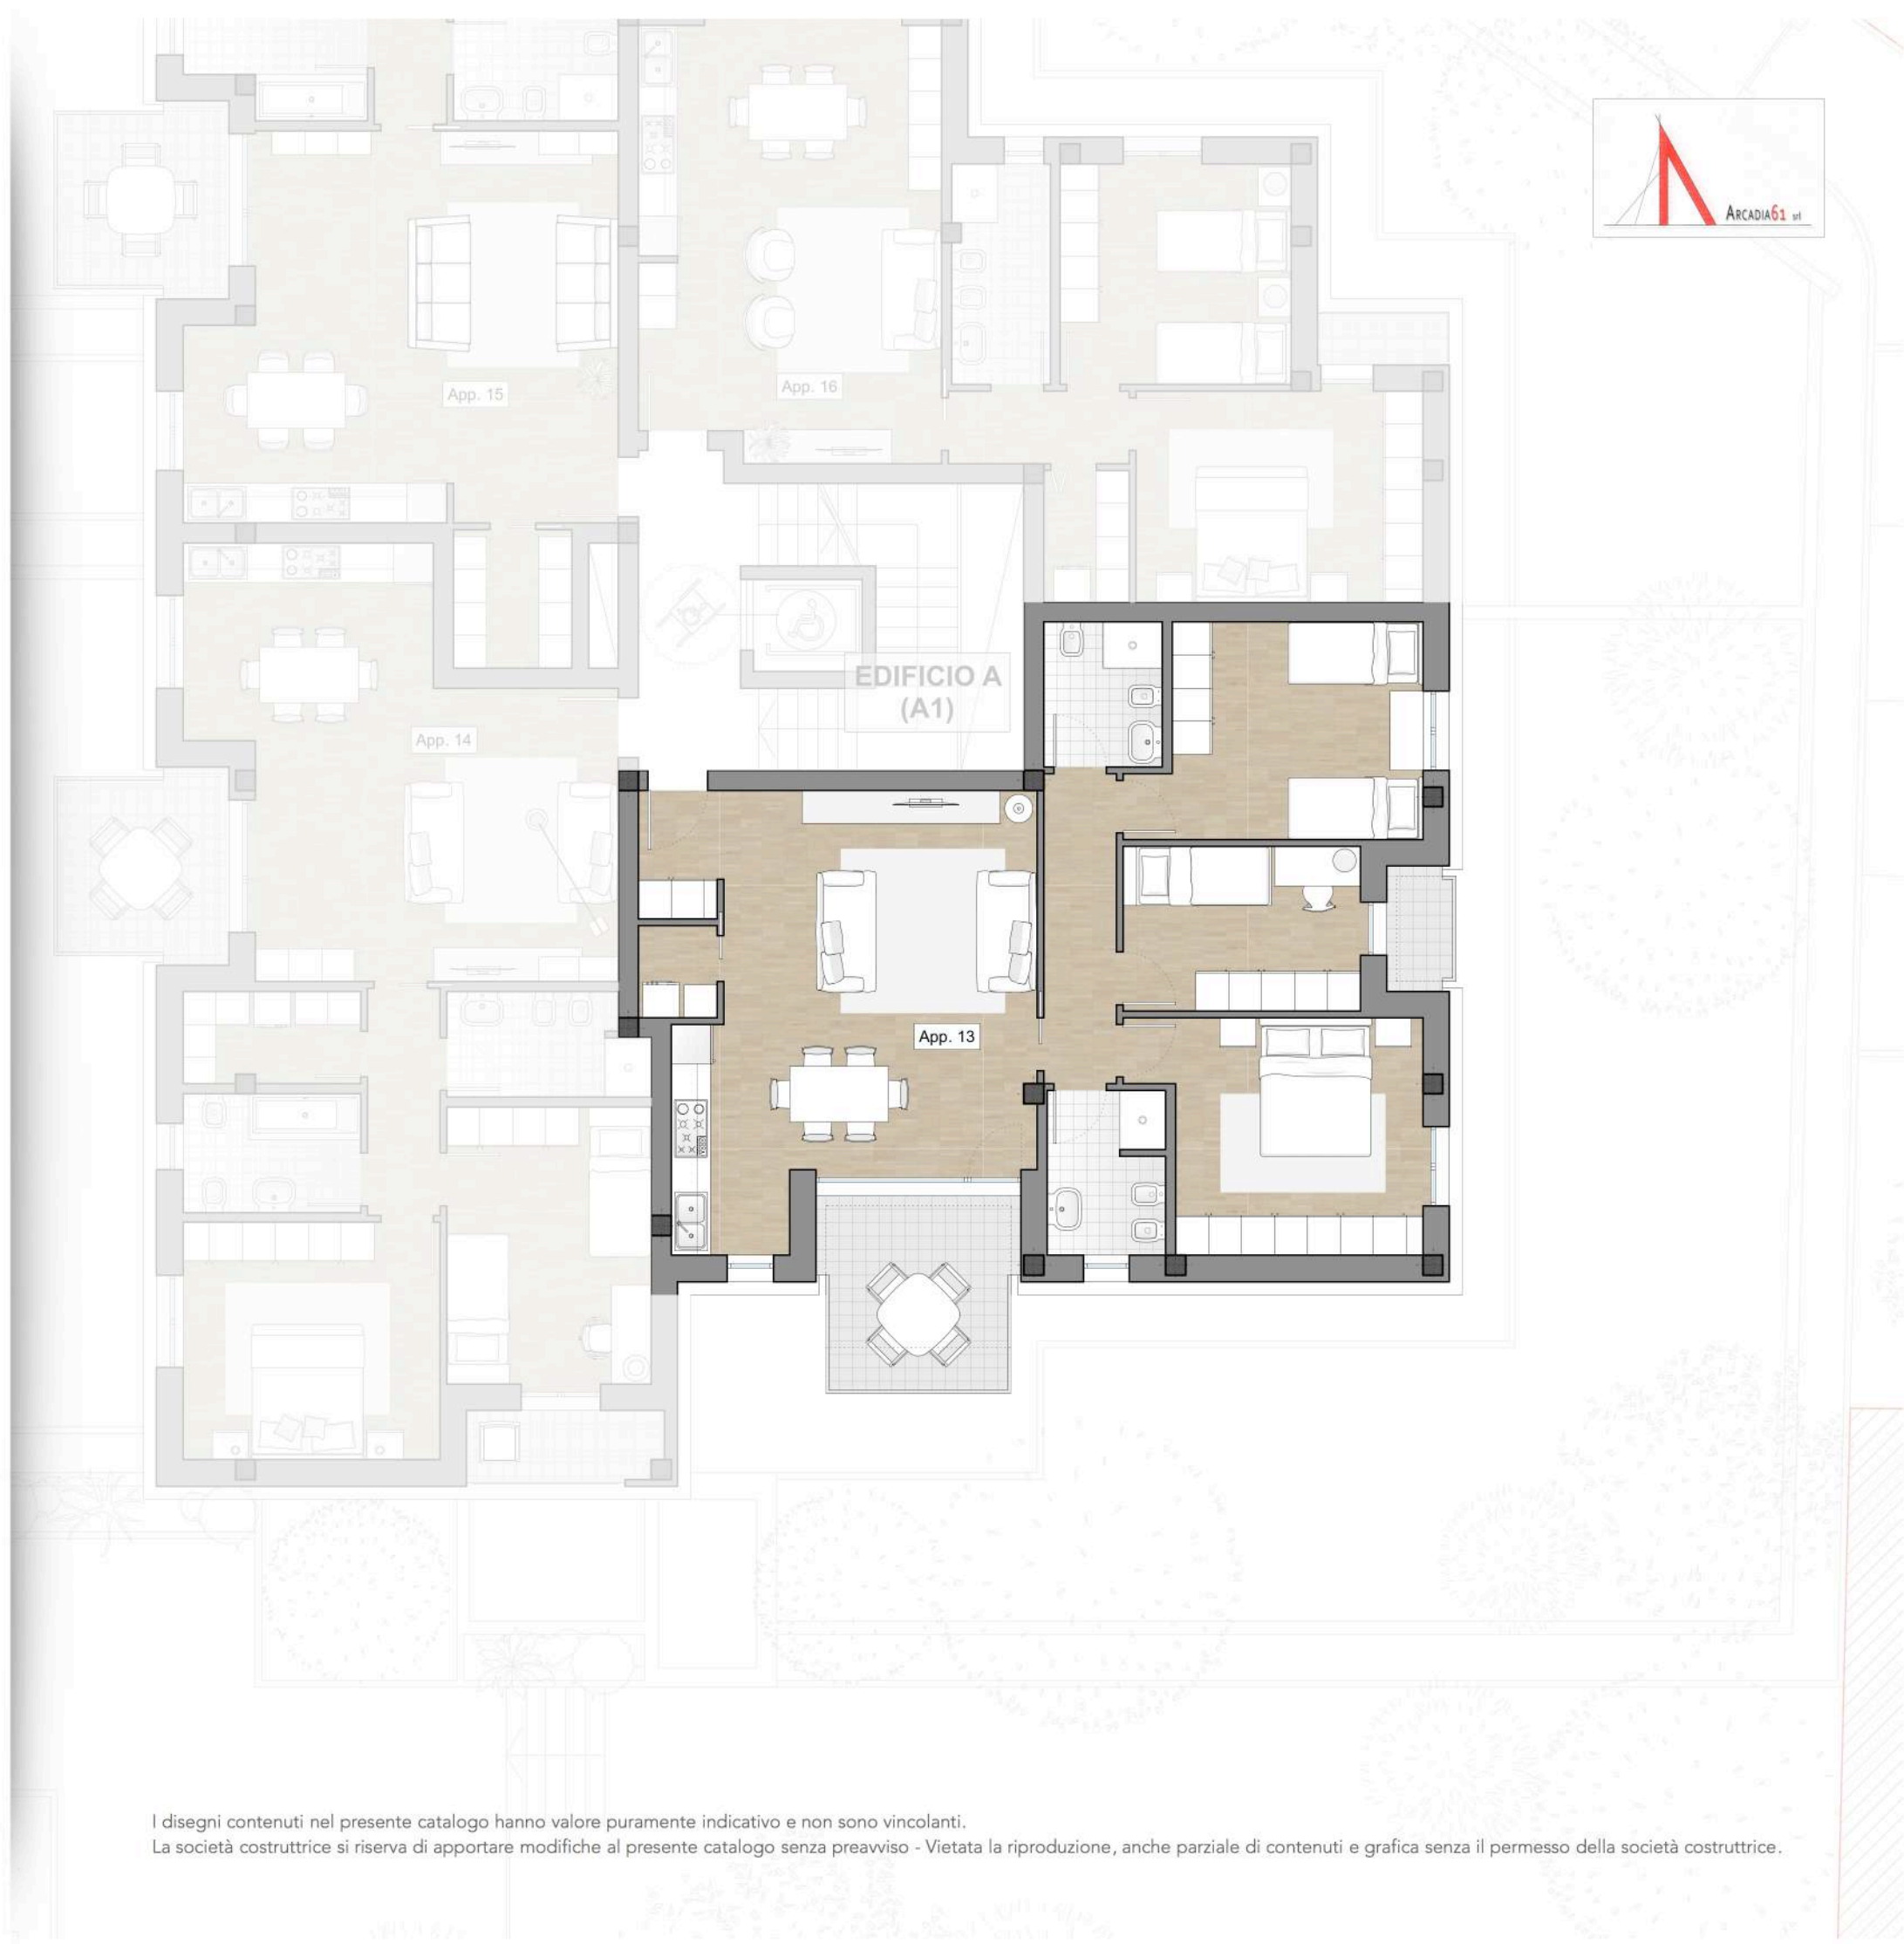 ARCADIA61 srl
App. 15
App. 16
EDIFICIO A
(A1)
App. 14
App. 13
I disegni contenuti nel presente catalogo hanno valore puramente indicativo e non sono vincolanti.
La società costruttrice si riserva di apportare modifiche al presente catalogo senza preavviso - Vietata la riproduzione, anche parziale di contenuti e grafica senza il permesso della società costruttrice.